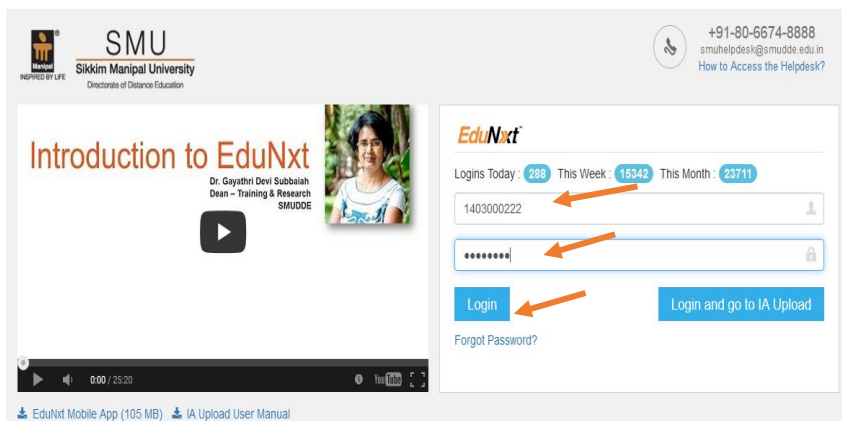 SMU
Sikkim Manipal University
Directorate of Distance Education
Manipal
INSPIRED BY LIFE
+91-80-6674-8888
smuhelpdesk@smudde.edu.in
How to Access the Helpdesk?
Introduction to EduNxt
Dr. Gayathri Devi Subbaiah
Dean – Training & Research
SMUDDE
0:00 / 25:20
YouTube
EduNxt
Logins Today : 288 This Week : 15342 This Month : 23711
1403000222
Login
Login and go to IA Upload
Forgot Password?
EduNxt Mobile App (105 MB) IA Upload User Manual